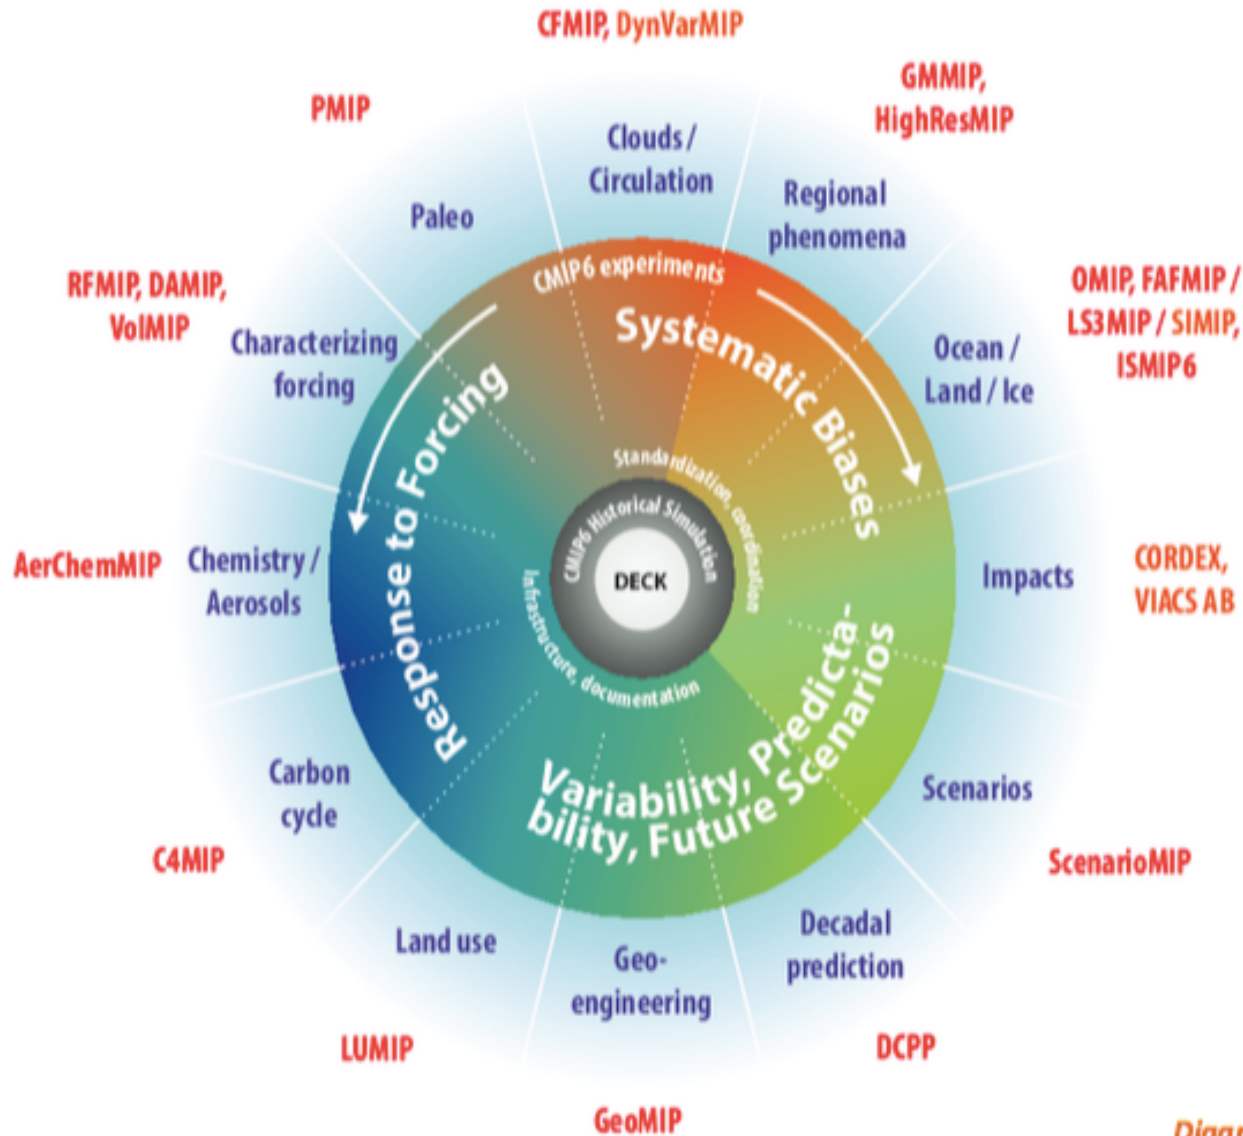 CFMIP, DynVarMIP
GMMIP,
HighResMIP
PMIP
Clouds /
Circulation
Regional
phenomena
Paleo
RFMIP, DAMIP,
VolMIP
Characterizing
forcing
OMIP, FAFMIP /
LS3MIP / SIMIP,
ISMIP6
Ocean /
Land / Ice
CMIP6 experiments
Systematic Biases
Response to Forcing
Standardization, coordination
CMIP6 Historical Simulation
DECK
Infrastructure, documentation
AerChemMIP
Chemistry /
Aerosols
Impacts
CORDEX,
VIACS AB
Variability, Predicta-
bility, Future Scenarios
Carbon
cycle
C4MIP
Scenarios
ScenarioMIP
Land use
LUMIP
Geo-
engineering
GeoMIP
Decadal
prediction
DCPP